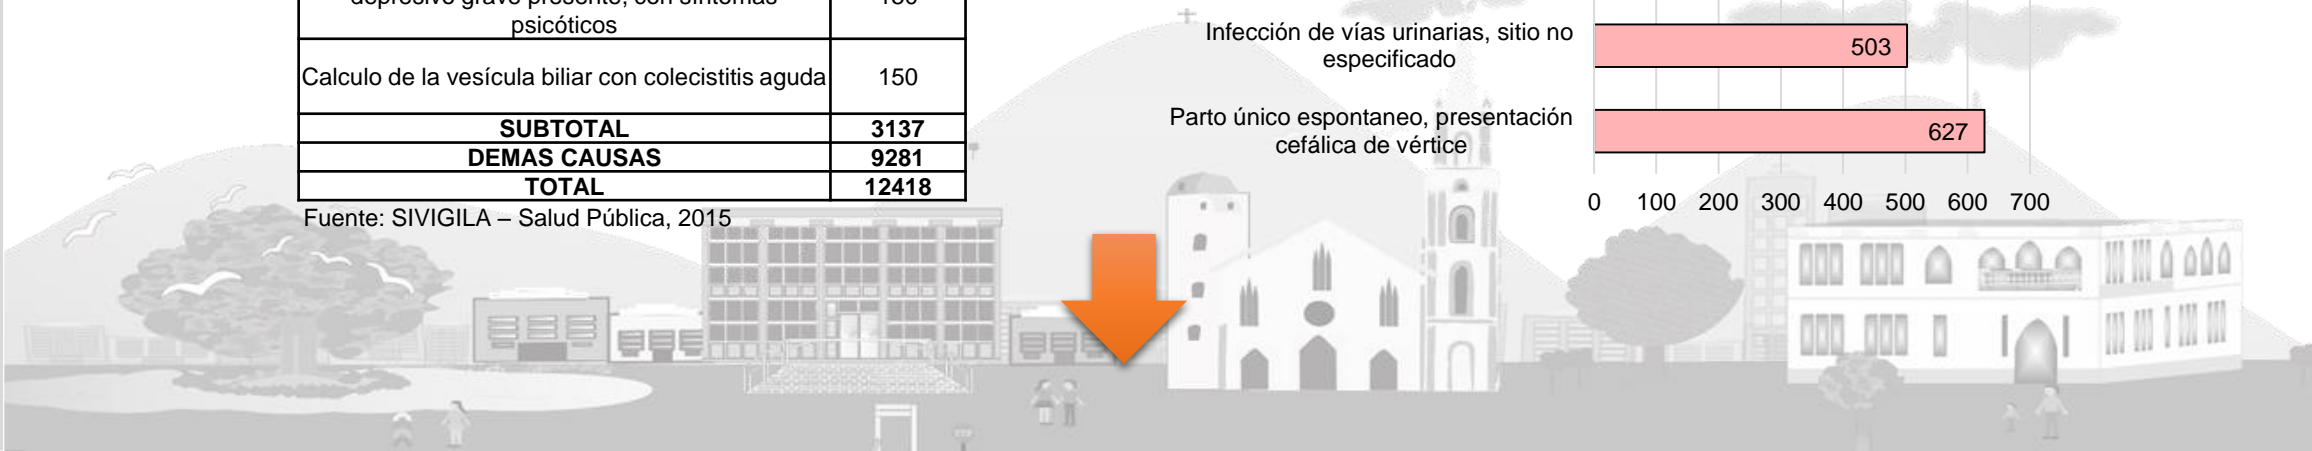 psicóticos
Calculo de la vesícula biliar con colecistitis aguda 150
SUBTOTAL 3137
DEMAS CAUSAS 9281
TOTAL 12418
Fuente: SIVIGILA – Salud Pública, 2015
Infección de vías urinarias, sitio no
especificado
503
Parto único espontaneo, presentación
cefálica de vértice
627
0 100 200 300 400 500 600 700